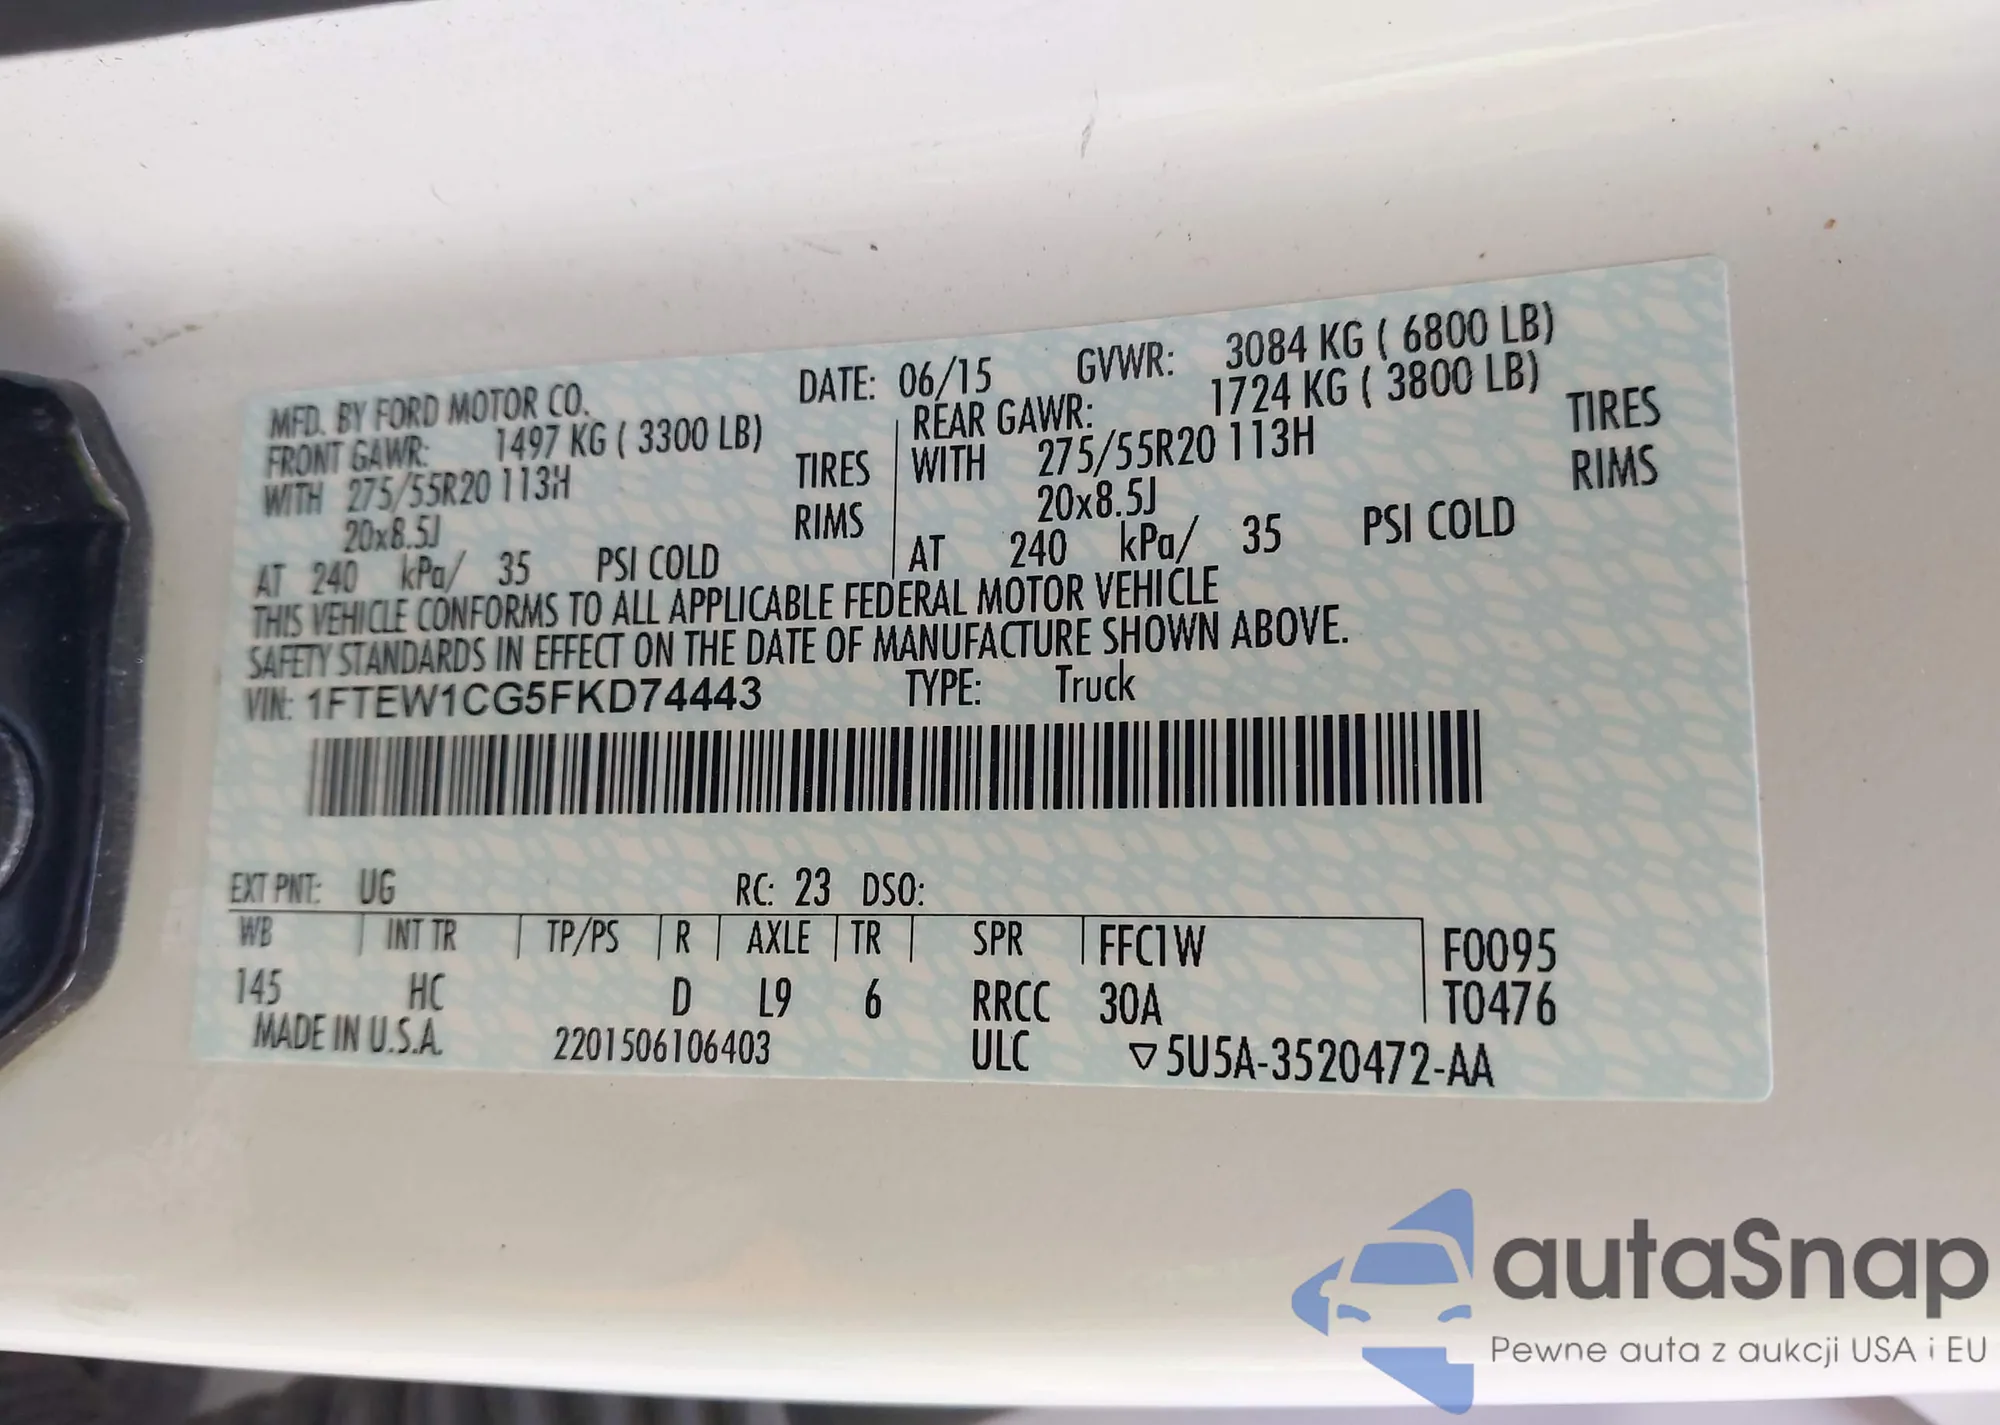 MFD. BY FORD MOTOR CO. DATE: 06/15 GVWR: 3084 KG ( 6800 LB)
FRONT GAWR: 1497 KG ( 3300 LB) REAR GAWR: 1724 KG ( 3800 LB)
WITH 275/55R20 113H TIRES WITH 275/55R20 113H TIRES
20x8.5J RIMS 20x8.5J RIMS
AT 240 kPa/ 35 PSI COLD AT 240 kPa/ 35 PSI COLD
THIS VEHICLE CONFORMS TO ALL APPLICABLE FEDERAL MOTOR VEHICLE
SAFETY STANDARDS IN EFFECT ON THE DATE OF MANUFACTURE SHOWN ABOVE.
VIN: 1FTEW1CG5FKD74443 TYPE: Truck
EXT PNT: UG RC: 23 DSO:
WB INT TR TP/PS R AXLE TR SPR FFC1W F0095
145 HC D L9 6 RRCC 30A T0476
MADE IN U.S.A. 2201506106403 ULC ▽5U5A-3520472-AA
autaSnap
Pewne auta z aukcji USA i EU